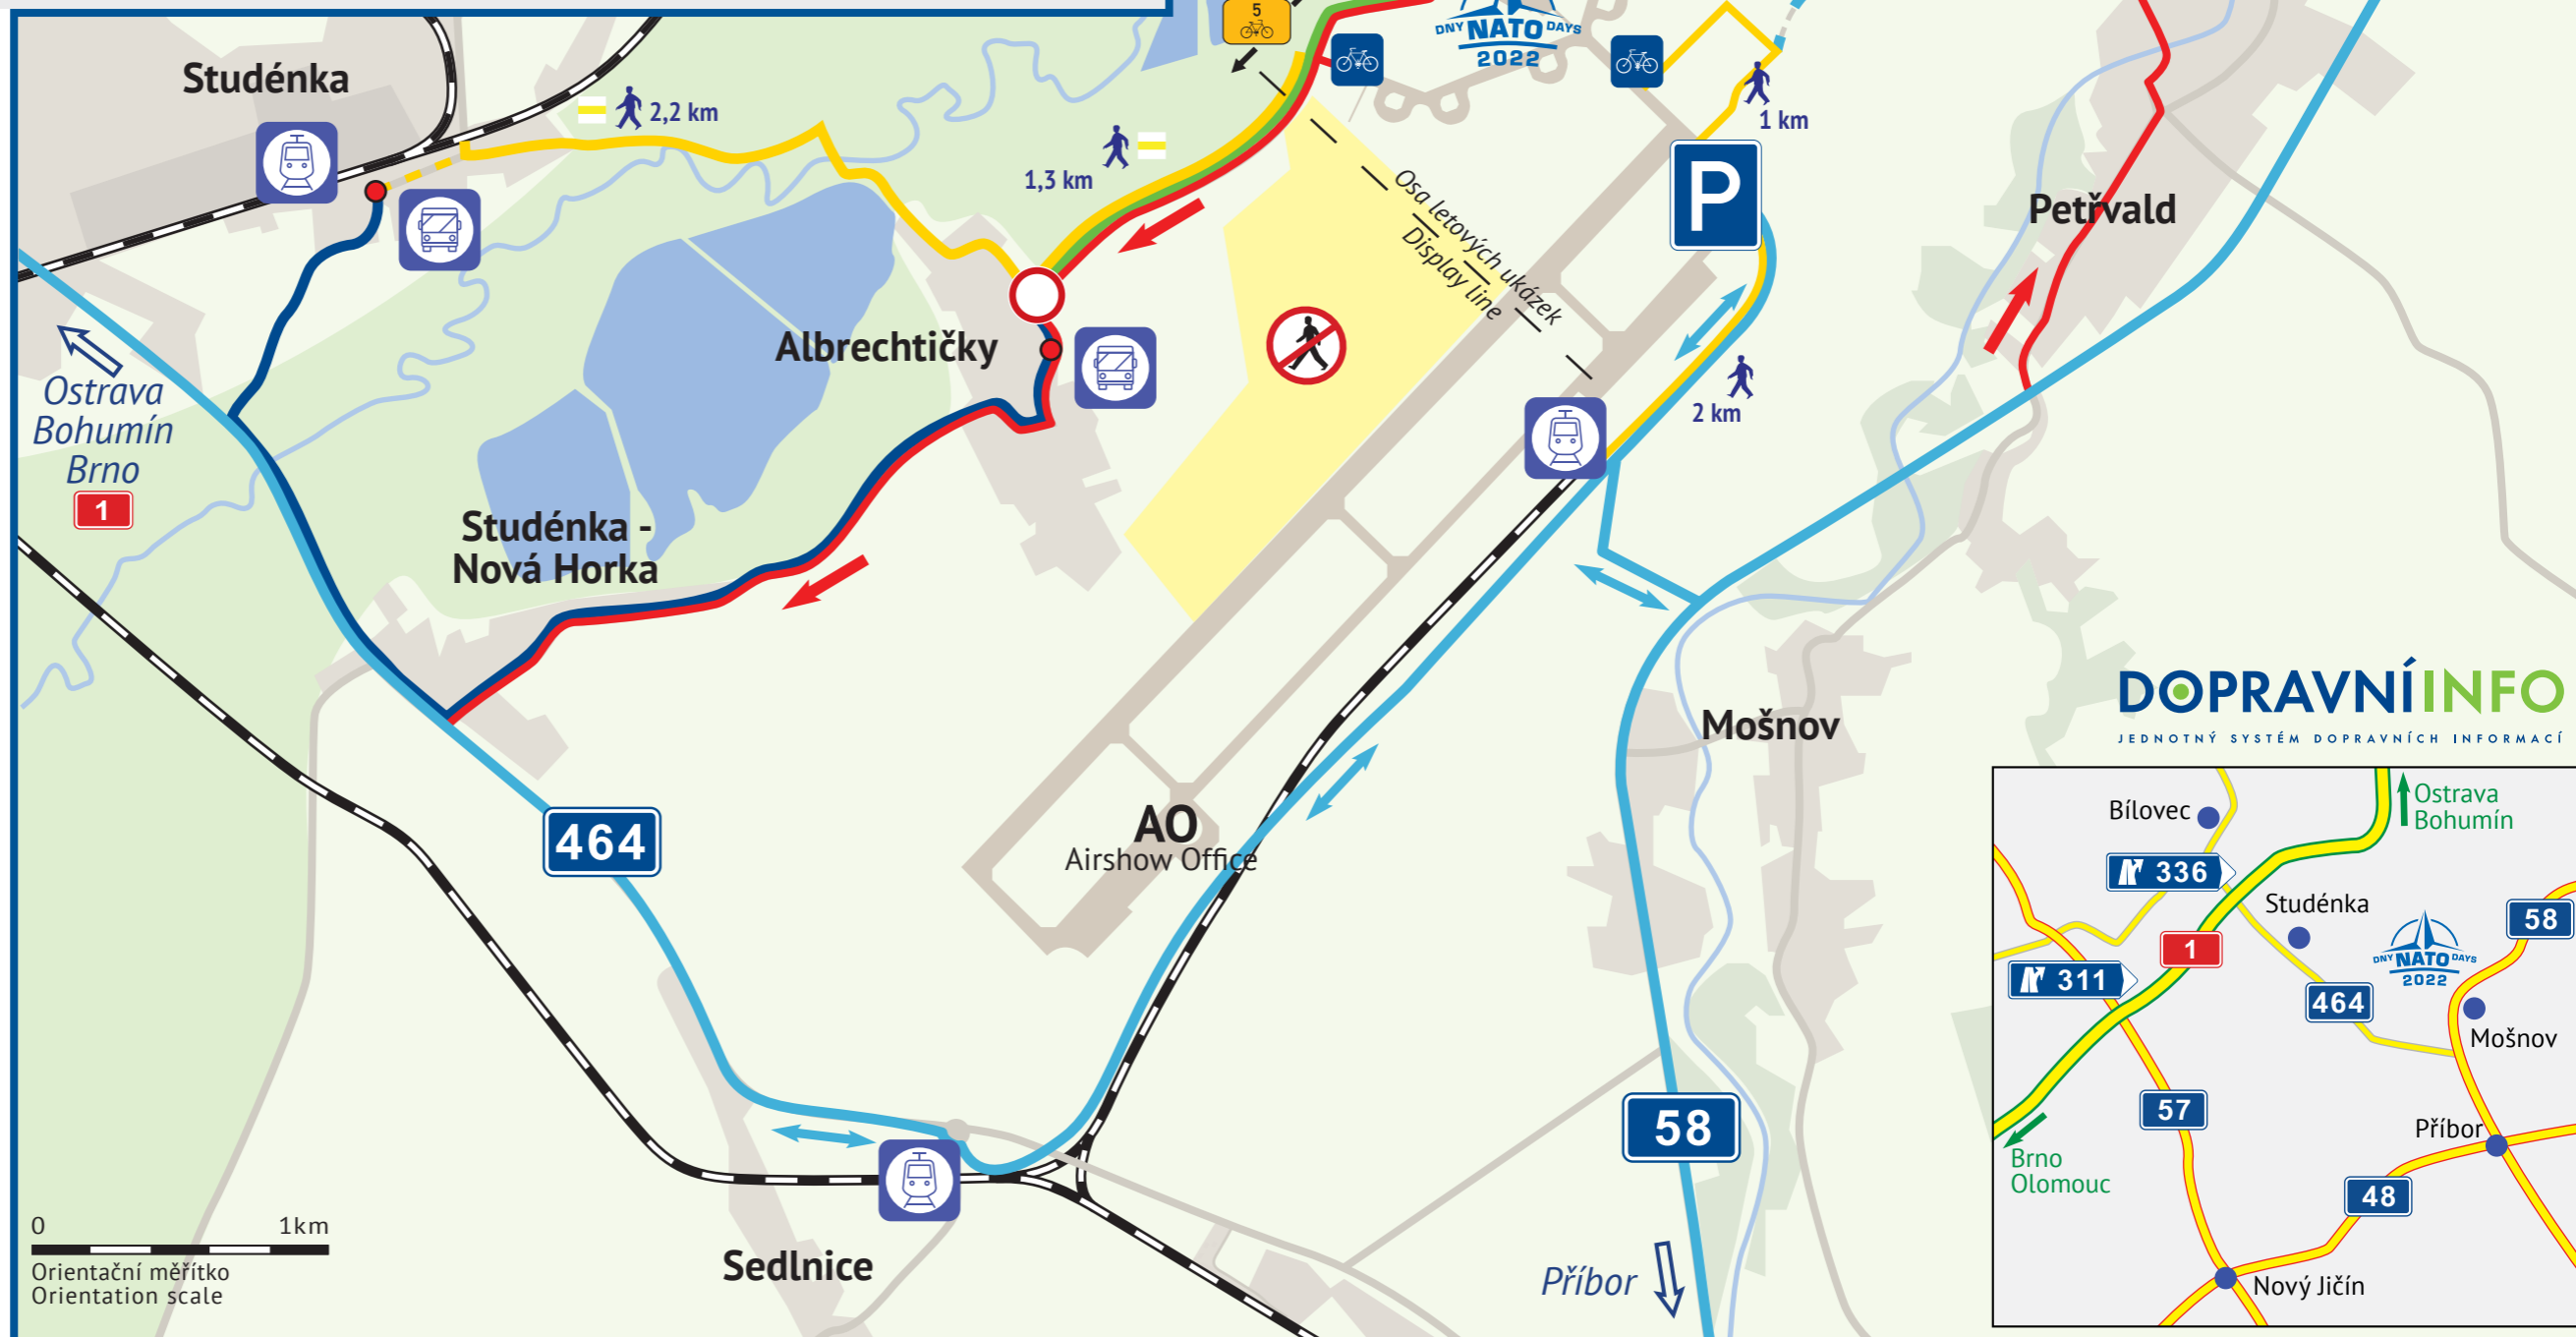 5
DNY NATO DAYS
2022
Studénka
2,2 km
1,3 km
1 km
P
Osa letových ukázek
Display line
Petřvald
Albrechtičky
Ostrava
Bohumín
Brno
1
2 km
Studénka -
Nová Horka
Mošnov
DOPRAVNÍINFO
JEDNOTNÝ SYSTÉM DOPRAVNÍCH INFORMACÍ
464
AO
Airshow Office
58
Sedlnice
Příbor
0 1km
Orientační měřítko
Orientation scale
Ostrava
Bohumín
Bílovec
336
Studénka
58
1
DNY NATO DAYS
2022
311
464
Mošnov
57
Příbor
Brno
Olomouc
48
Nový Jičín